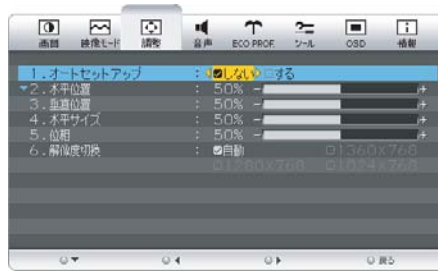 画面 映像モード 調整 音声 ECO PROF. ツール OSD 情報
1.オートセットアップ : しない する
2.水平位置 : 50% - +
3.垂直位置 : 50% - +
4.水平サイズ : 50% - +
5.位相 : 50% - +
6.解像度切換 : 自動 1360x768
1280x768 1024x768
戻る